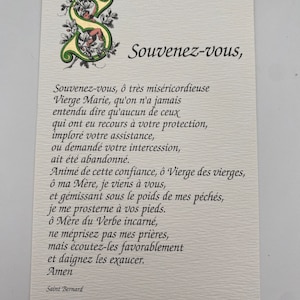 S
Souvenez-vous,
Souvenez-vous, ô très miséricordieuse
Vierge Marie, qu'on n'a jamais
entendu dire qu'aucun de ceux
qui ont eu recours à votre protection,
imploré votre assistance,
ou demandé votre intercession,
ait été abandonné.
Animé de cette confiance, ô Vierge des vierges,
ô ma Mère, je viens à vous,
et gémissant sous le poids de mes péchés,
je me prosterne à vos pieds.
ô Mère du Verbe incarné,
ne méprisez pas mes prières,
mais écoutez-les favorablement
et daignez les exaucer.
Amen
Saint Bernard